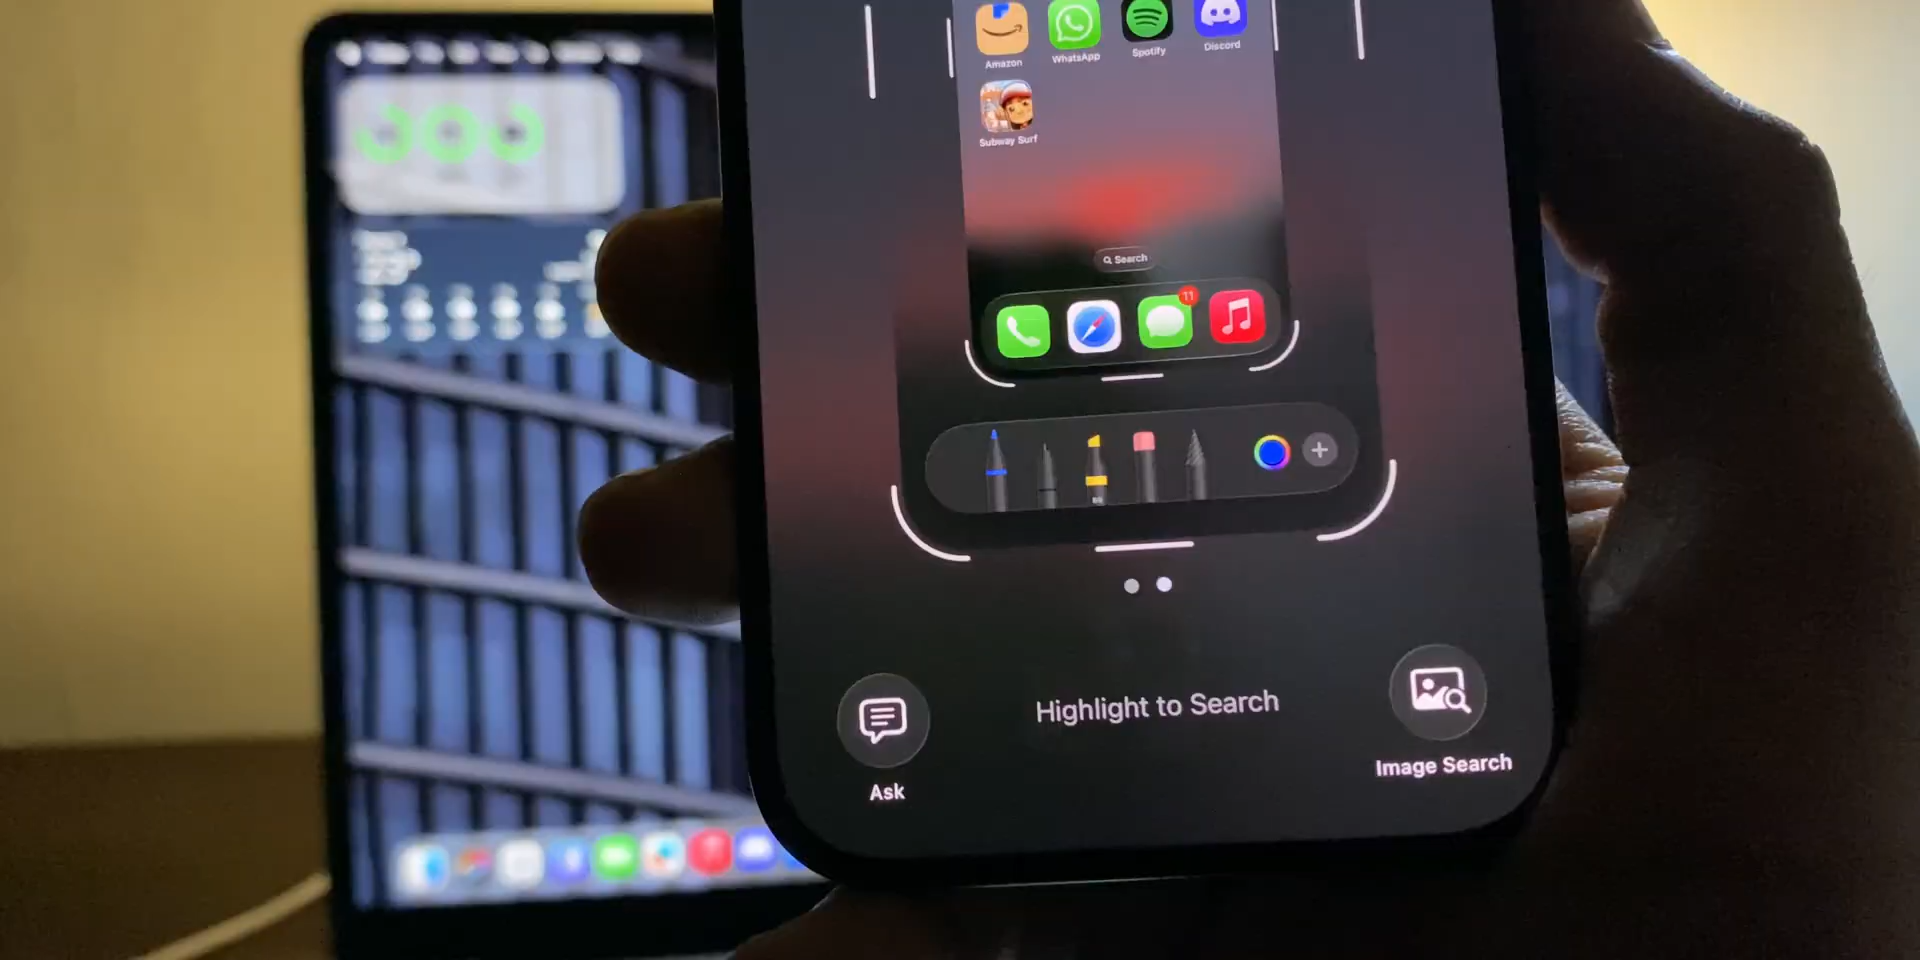 Amazon
WhatsApp
Spotify
Discord
Subway Surf
Search
11
Highlight to Search
Ask
Image Search